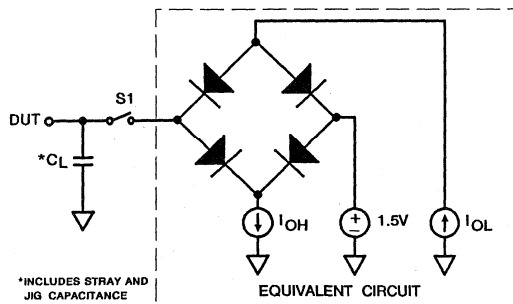 S1
DUT
*CL
IOH
+
−
1.5V
IOL
*INCLUDES STRAY AND
JIG CAPACITANCE
EQUIVALENT CIRCUIT